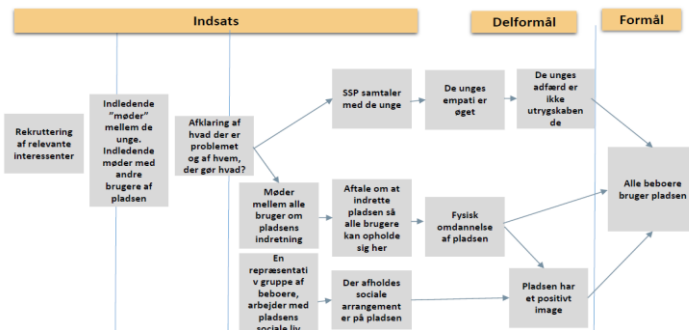 Indsats
Delformål
Formål
Rekruttering
af relevante
interessenter
Indledende
“møder”
mellem de
unge.
Indledende
møder med
andre
brugere af
pladsen
Afklaring af
hvad der er
problemet
og af hvem,
der gør hvad?
SSP samtaler
med de unge
De unges
empati er
øget
De unges
adfærd er
ikke
utrygskaben
de
Møder
mellem alle
bruger om
pladsens
indretning
Aftale om at
indrette
pladsen så
alle brugere
kan opholde
sig her
Fysisk
omdannelse
af pladsen
Alle beboere
bruger pladsen
En
repræsentati
v gruppe af
beboere,
arbejder med
pladsens
sociale liv
Der afholdes
sociale
arrangement
er på pladsen
Pladsen har
et positivt
image